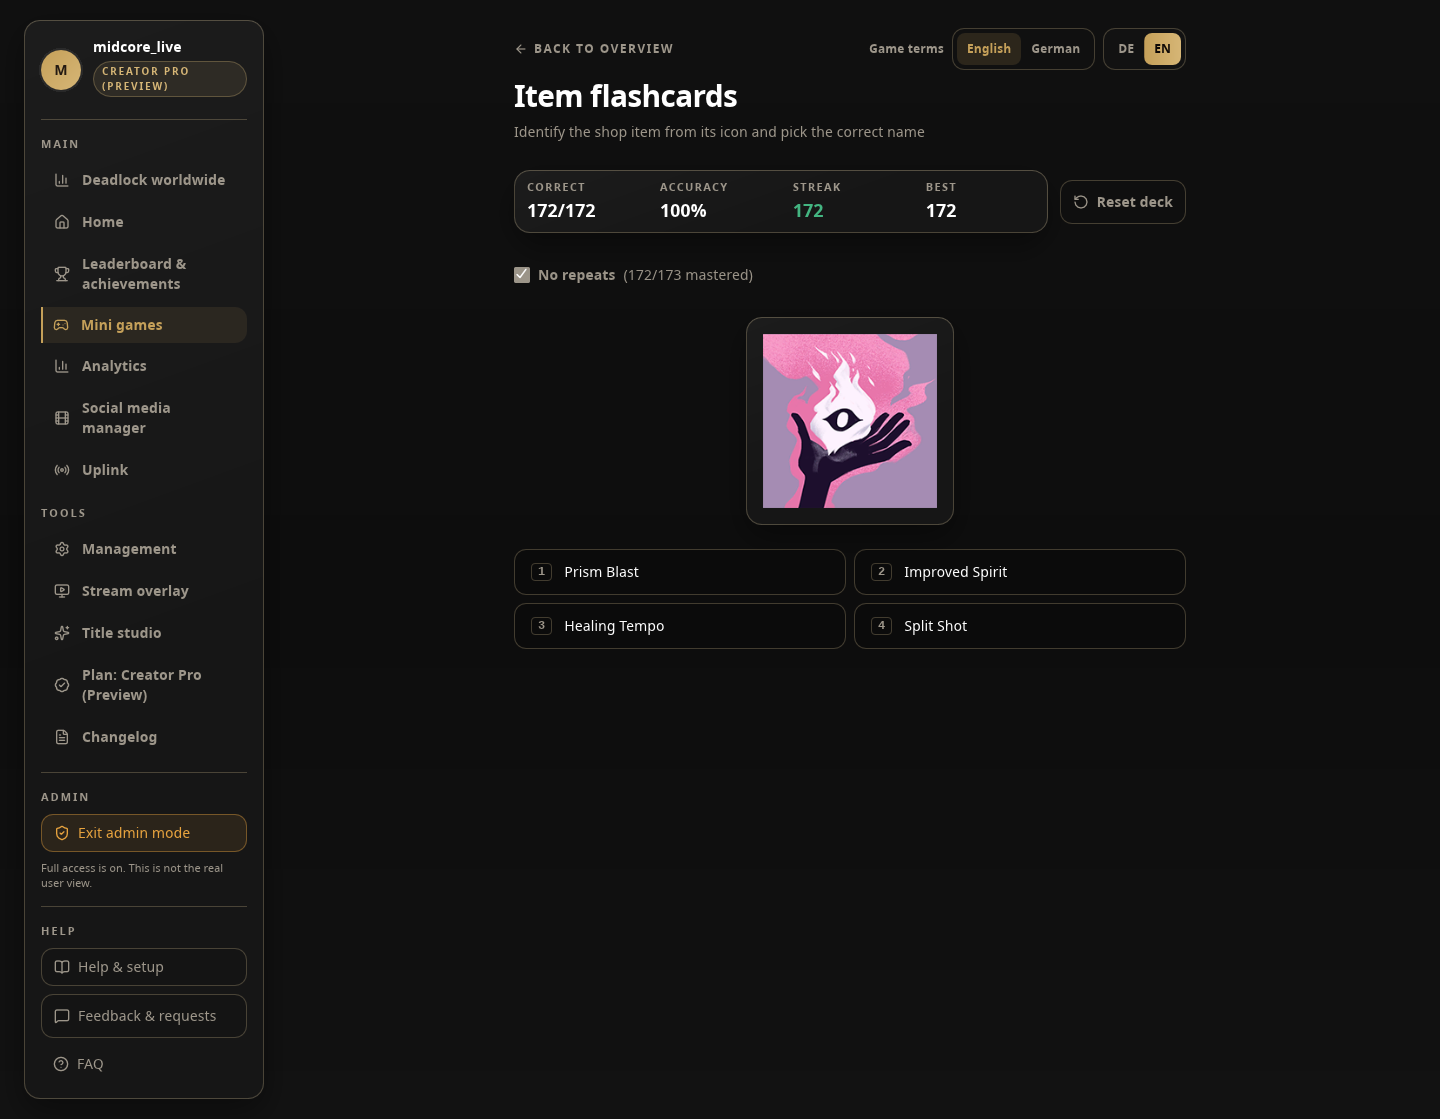 M
midcore_live
CREATOR PRO
(PREVIEW)
MAIN
Deadlock worldwide
Home
Leaderboard &
achievements
Mini games
Analytics
Social media
manager
Uplink
TOOLS
Management
Stream overlay
Title studio
Plan: Creator Pro
(Preview)
Changelog
ADMIN
Exit admin mode
Full access is on. This is not the real
user view.
HELP
Help & setup
Feedback & requests
FAQ
BACK TO OVERVIEW
Game terms English German DE EN
Item flashcards
Identify the shop item from its icon and pick the correct name
CORRECT ACCURACY STREAK BEST
172/172 100% 172 172
Reset deck
No repeats (172/173 mastered)
1 Prism Blast
2 Improved Spirit
3 Healing Tempo
4 Split Shot